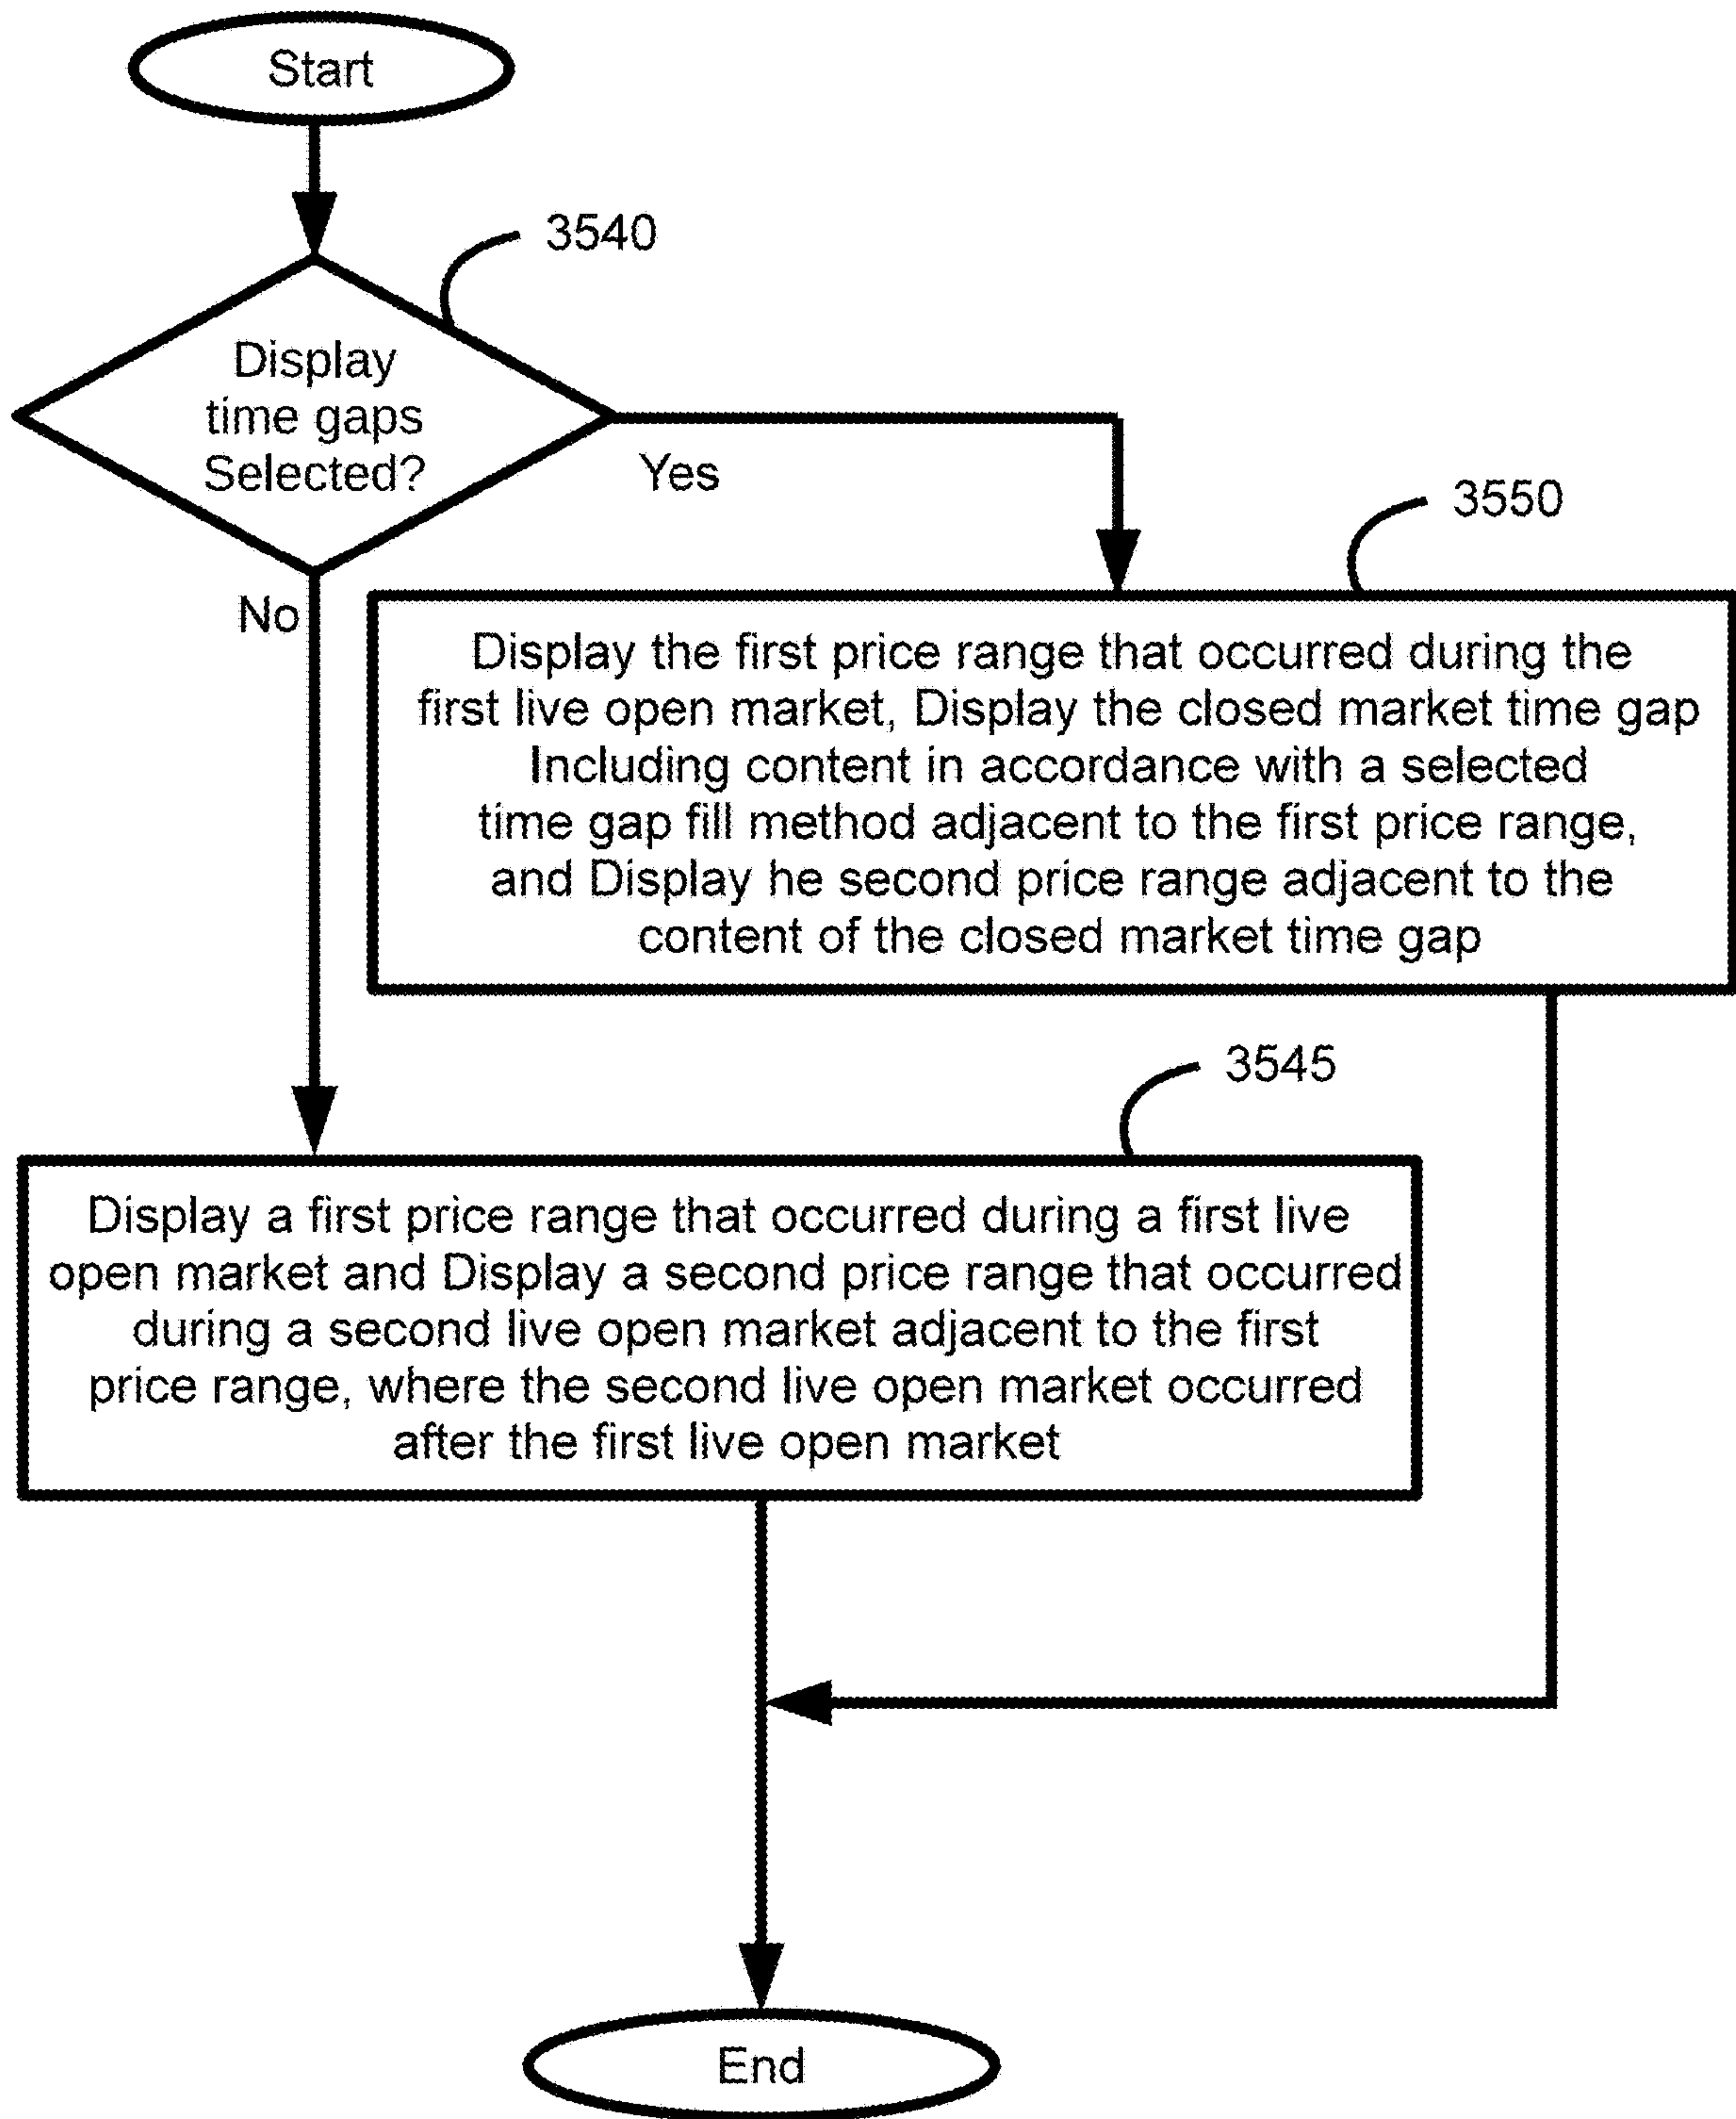 Start
3540
Display
time gaps
Selected?
Yes
3550
No
Display the first price range that occurred during the
first live open market, Display the closed market time gap
Including content in accordance with a selected
time gap fill method adjacent to the first price range,
and Display he second price range adjacent to the
content of the closed market time gap
3545
Display a first price range that occurred during a first live
open market and Display a second price range that occurred
during a second live open market adjacent to the first
price range, where the second live open market occurred
after the first live open market
End